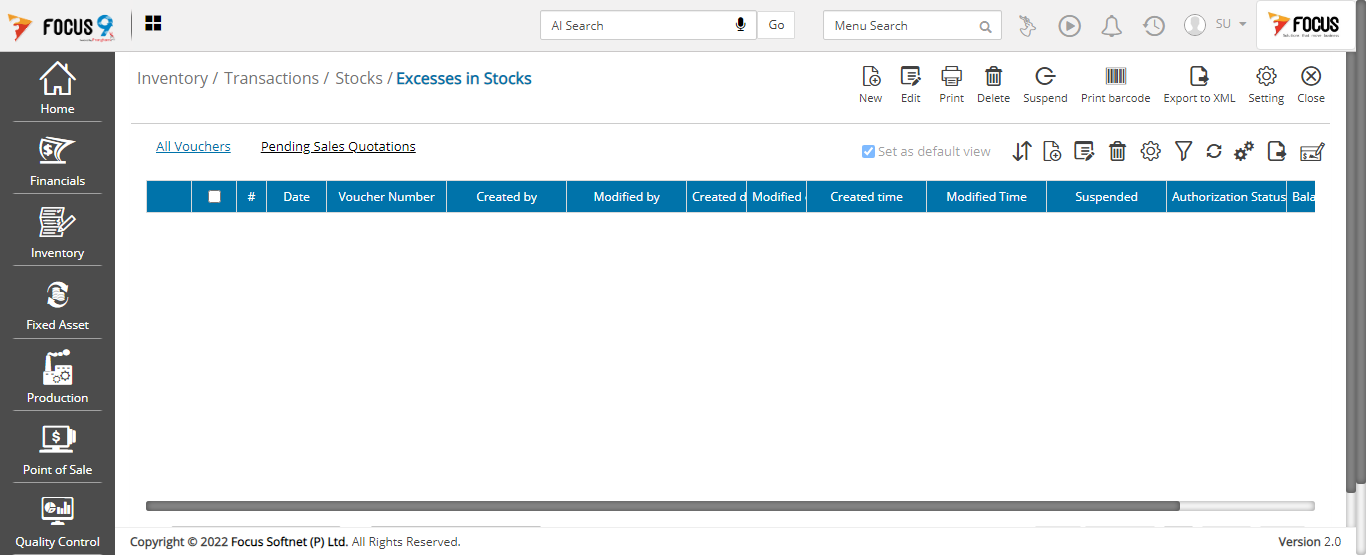 FOCUS 9
AI Search
Go
Menu Search
SU
FOCUS
Home
Financials
Inventory
Fixed Asset
Production
Point of Sale
Quality Control
Inventory / Transactions / Stocks / Excesses in Stocks
New
Edit
Print
Delete
Suspend
Print barcode
Export to XML
Setting
Close
All Vouchers
Pending Sales Quotations
Set as default view
# Date Voucher Number Created by Modified by Created d Modified Created time Modified Time Suspended Authorization Status Bala
Copyright © 2022 Focus Softnet (P) Ltd. All Rights Reserved.
Version 2.0